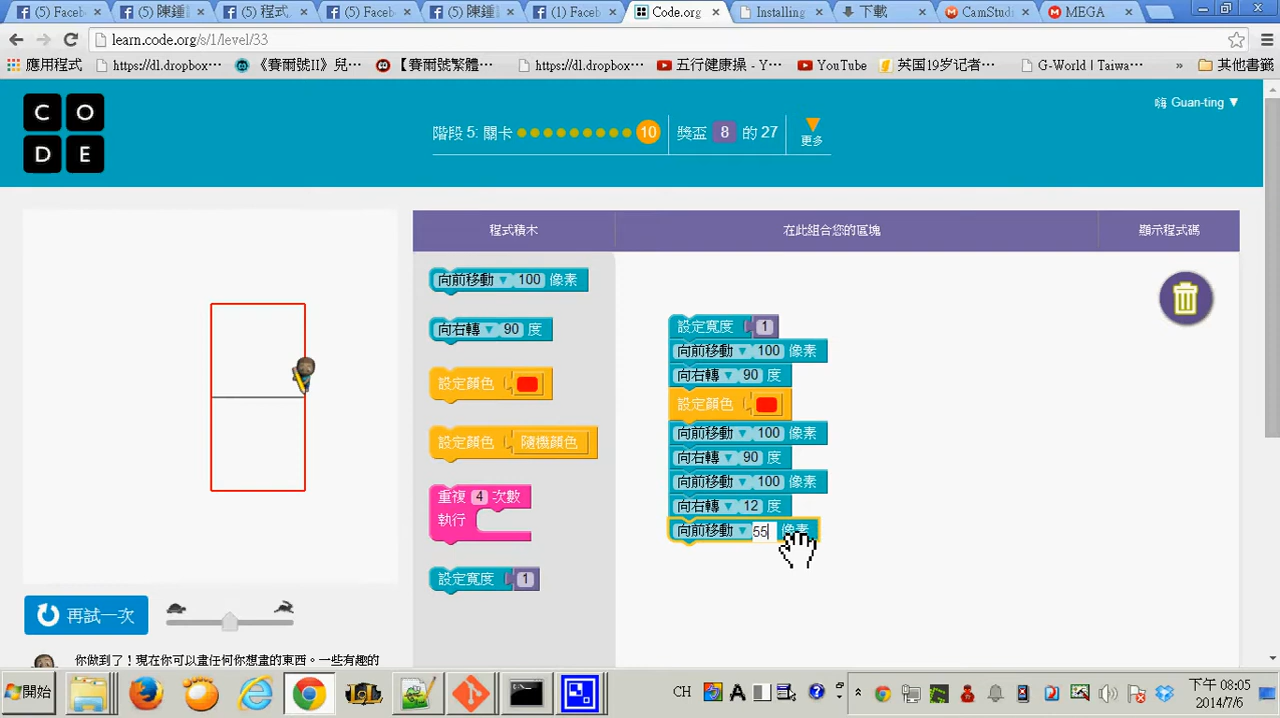 (5) Faceb
(5) 陳鍾
(5) 程式
(5) Faceb
(5) 陳鍾
(1) Faceb
Code.org
Installing
下載
CamStud
MEGA
learn.code.org/s/1/level/33
應用程式
https://dl.dropbox…
《賽爾號II》兒…
【賽爾號繁體…
https://dl.dropbox…
五行健康操 - Y…
YouTube
英国19岁记者…
G-World | Taiw…
»
其他書籤
CODE
階段 5: 關卡 10
獎盃 8 的 27
更多
嗨 Guan-ting ▼
程式積木
在此組合您的區塊
顯示程式碼
向前移動 100 像素
向右轉 90 度
設定顏色
設定顏色 隨機顏色
重複 4 次數
執行
設定寬度 1
設定寬度 1
向前移動 100 像素
向右轉 90 度
設定顏色
向前移動 100 像素
向右轉 90 度
向前移動 100 像素
向右轉 12 度
向前移動 55 像素
再試一次
你做到了！現在你可以畫任何你想畫的東西。一些有趣的
開始
CH
下午 08:05
2014/7/6